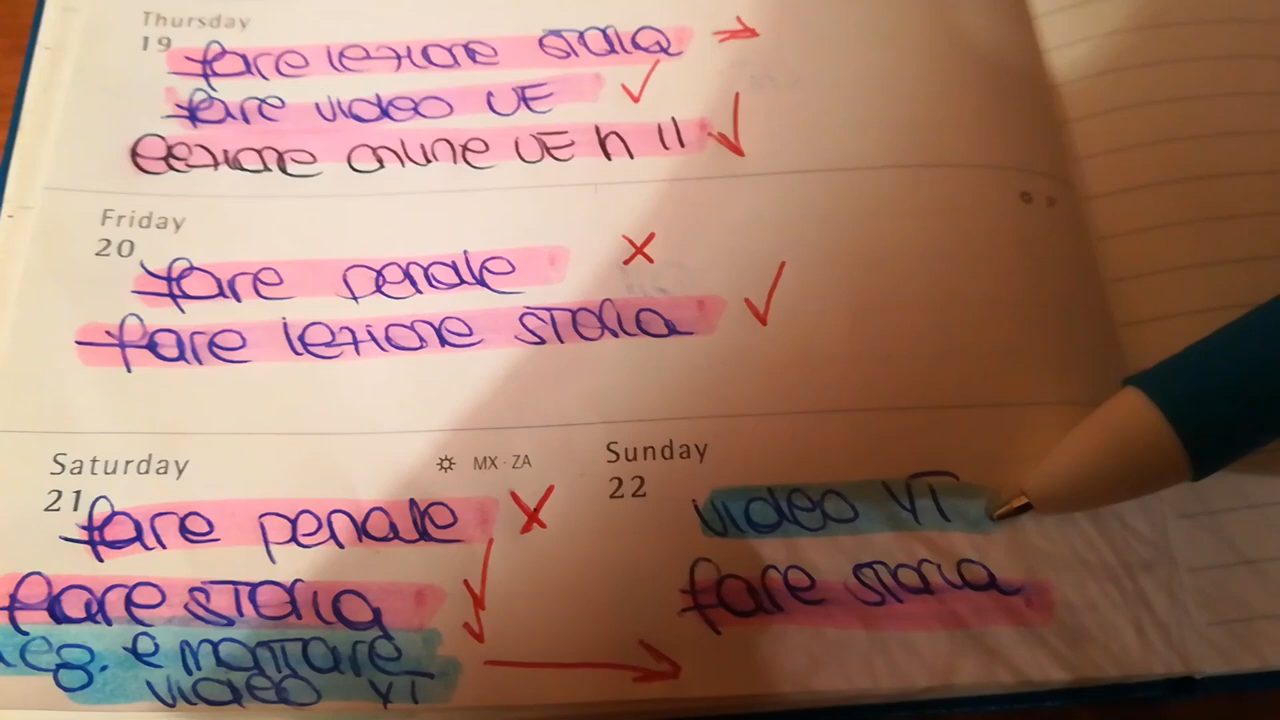 Thursday
19
fare lezione storia
fare video UE
lezione online UE n 11
Friday
20
fare penale
fare lezione storia
Saturday
MX · ZA
21
fare penale
fare storia
reg. e montare
video YT
Sunday
22
video YT
fare storia